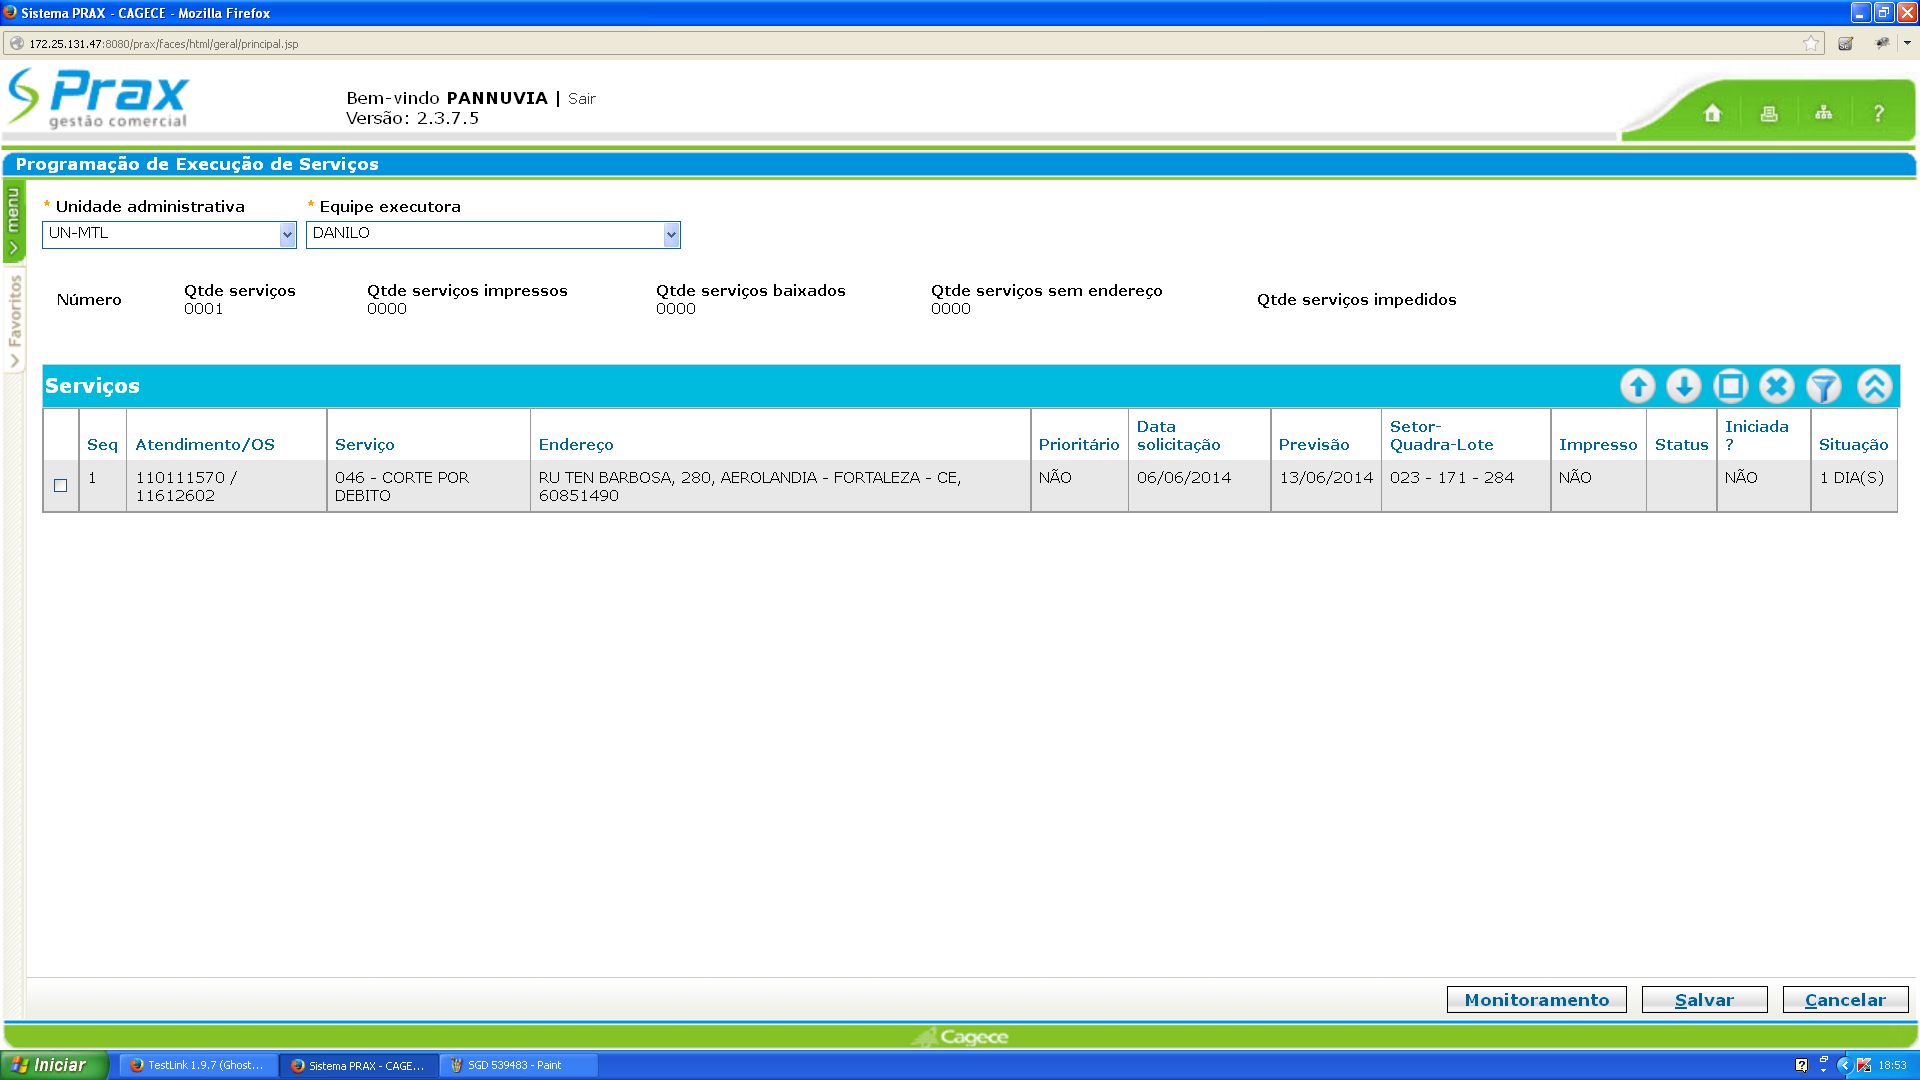 Sistema PRAX - CAGECE - Mozilla Firefox
172.25.131.47:8080/prax/faces/html/geral/principal.jsp
Prax
gestão comercial
Bem-vindo PANNUVIA | Sair
Versão: 2.3.7.5
?
Programação de Execução de Serviços
menu
Favoritos
* Unidade administrativa * Equipe executora
UN-MTL DANILO
Número Qtde serviços Qtde serviços impressos Qtde serviços baixados Qtde serviços sem endereço Qtde serviços impedidos
0001 0000 0000 0000
Serviços
Seq Atendimento/OS Serviço Endereço Prioritário Data solicitação Previsão Setor-Quadra-Lote Impresso Status Iniciada ? Situação
1 110111570 / 11612602 046 - CORTE POR DEBITO RU TEN BARBOSA, 280, AEROLANDIA - FORTALEZA - CE, 60851490 NÃO 06/06/2014 13/06/2014 023 - 171 - 284 NÃO NÃO 1 DIA(S)
Monitoramento Salvar Cancelar
Cagece
Iniciar TestLink 1.9.7 (Ghost... Sistema PRAX - CAGE... SGD 539483 - Paint ? 18:53